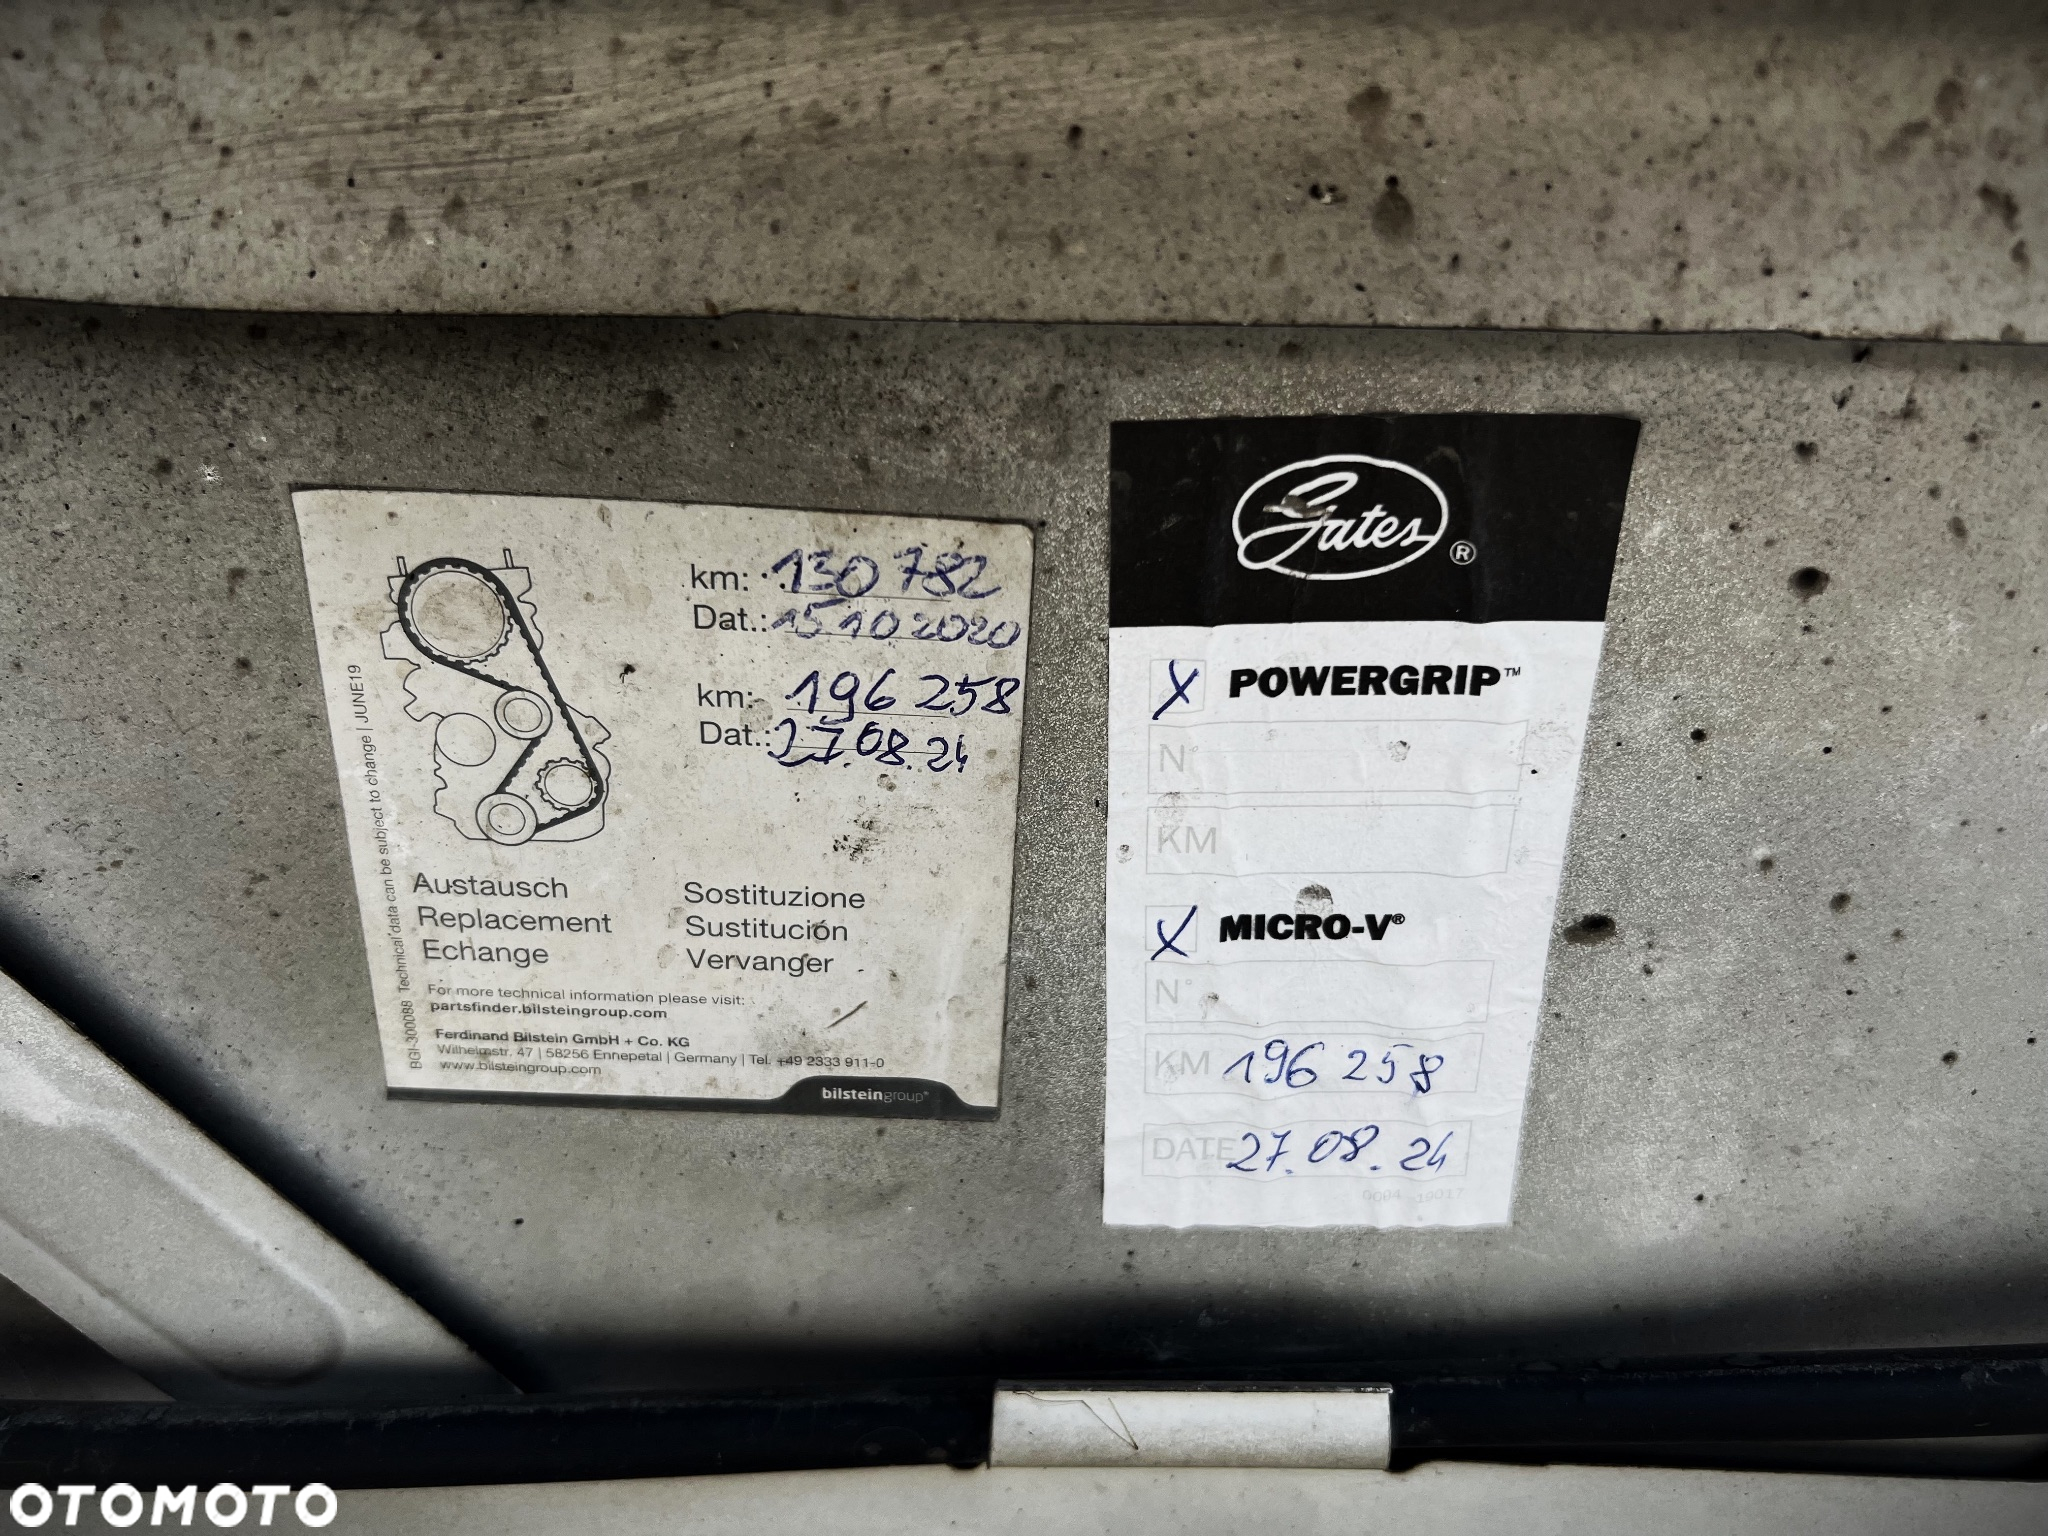 km: 130 782
Dat.: 15 10 2020
km: 196 258
Dat.: 27.08.24
Austausch
Replacement
Echange
Sostituzione
Sustitución
Vervanger
For more technical information please visit:
partsfinder.bilsteingroup.com
Ferdinand Bilstein GmbH + Co. KG
Wilhelmstr. 47 | 58256 Ennepetal | Germany | Tel. +49 2333 911-0
www.bilsteingroup.com
bilsteingroup®
BGI-300088 Technical data can be subject to change | JUNE19
Gates ®
X POWERGRIP™
N°
KM
X MICRO-V®
N°
KM 196 258
DATE 27.08.24
OTOMOTO